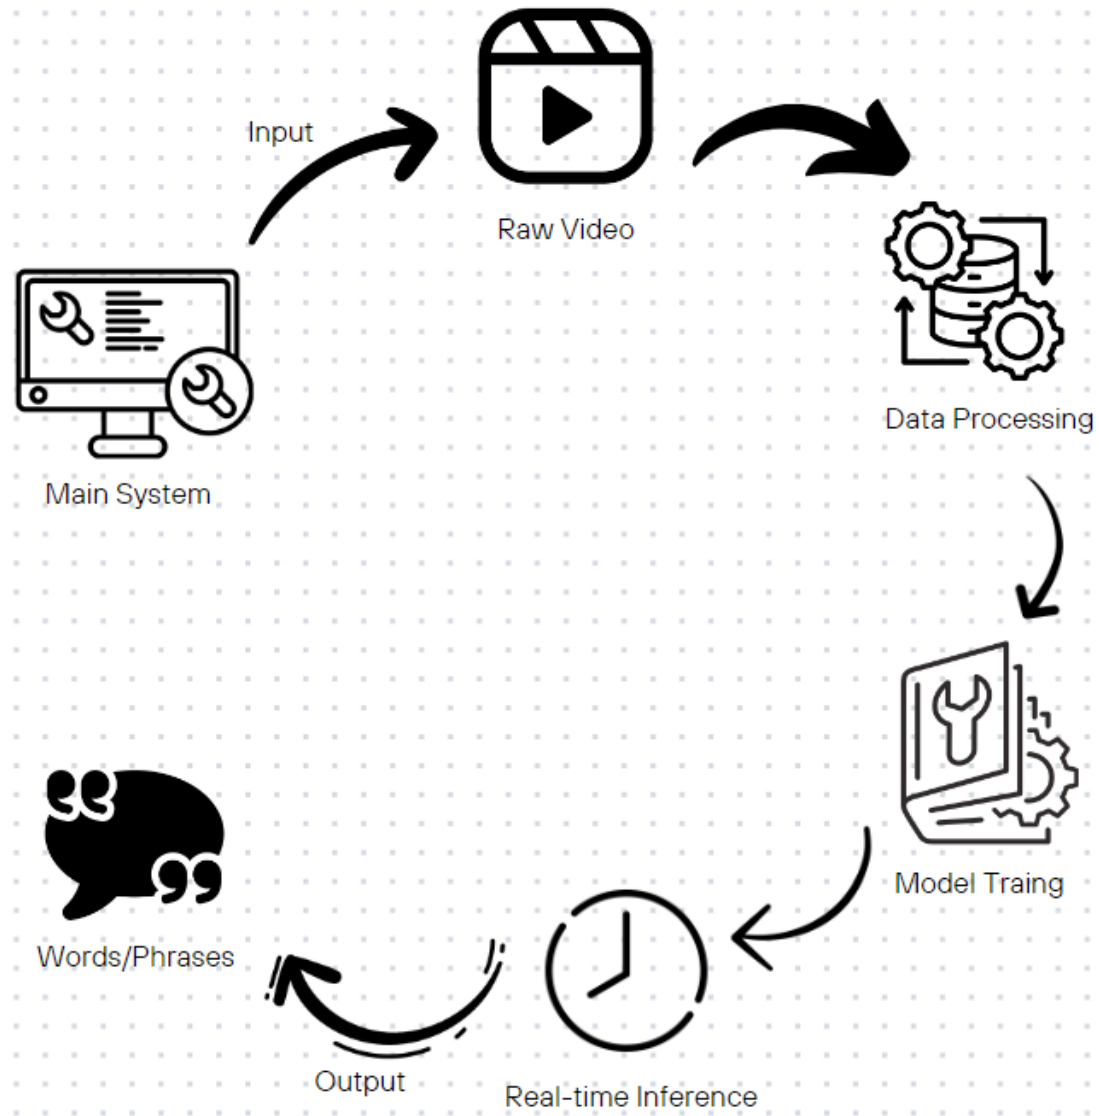 Input
Raw Video
Data Processing
Main System
Model Traing
Words/Phrases
Output
Real-time Inference